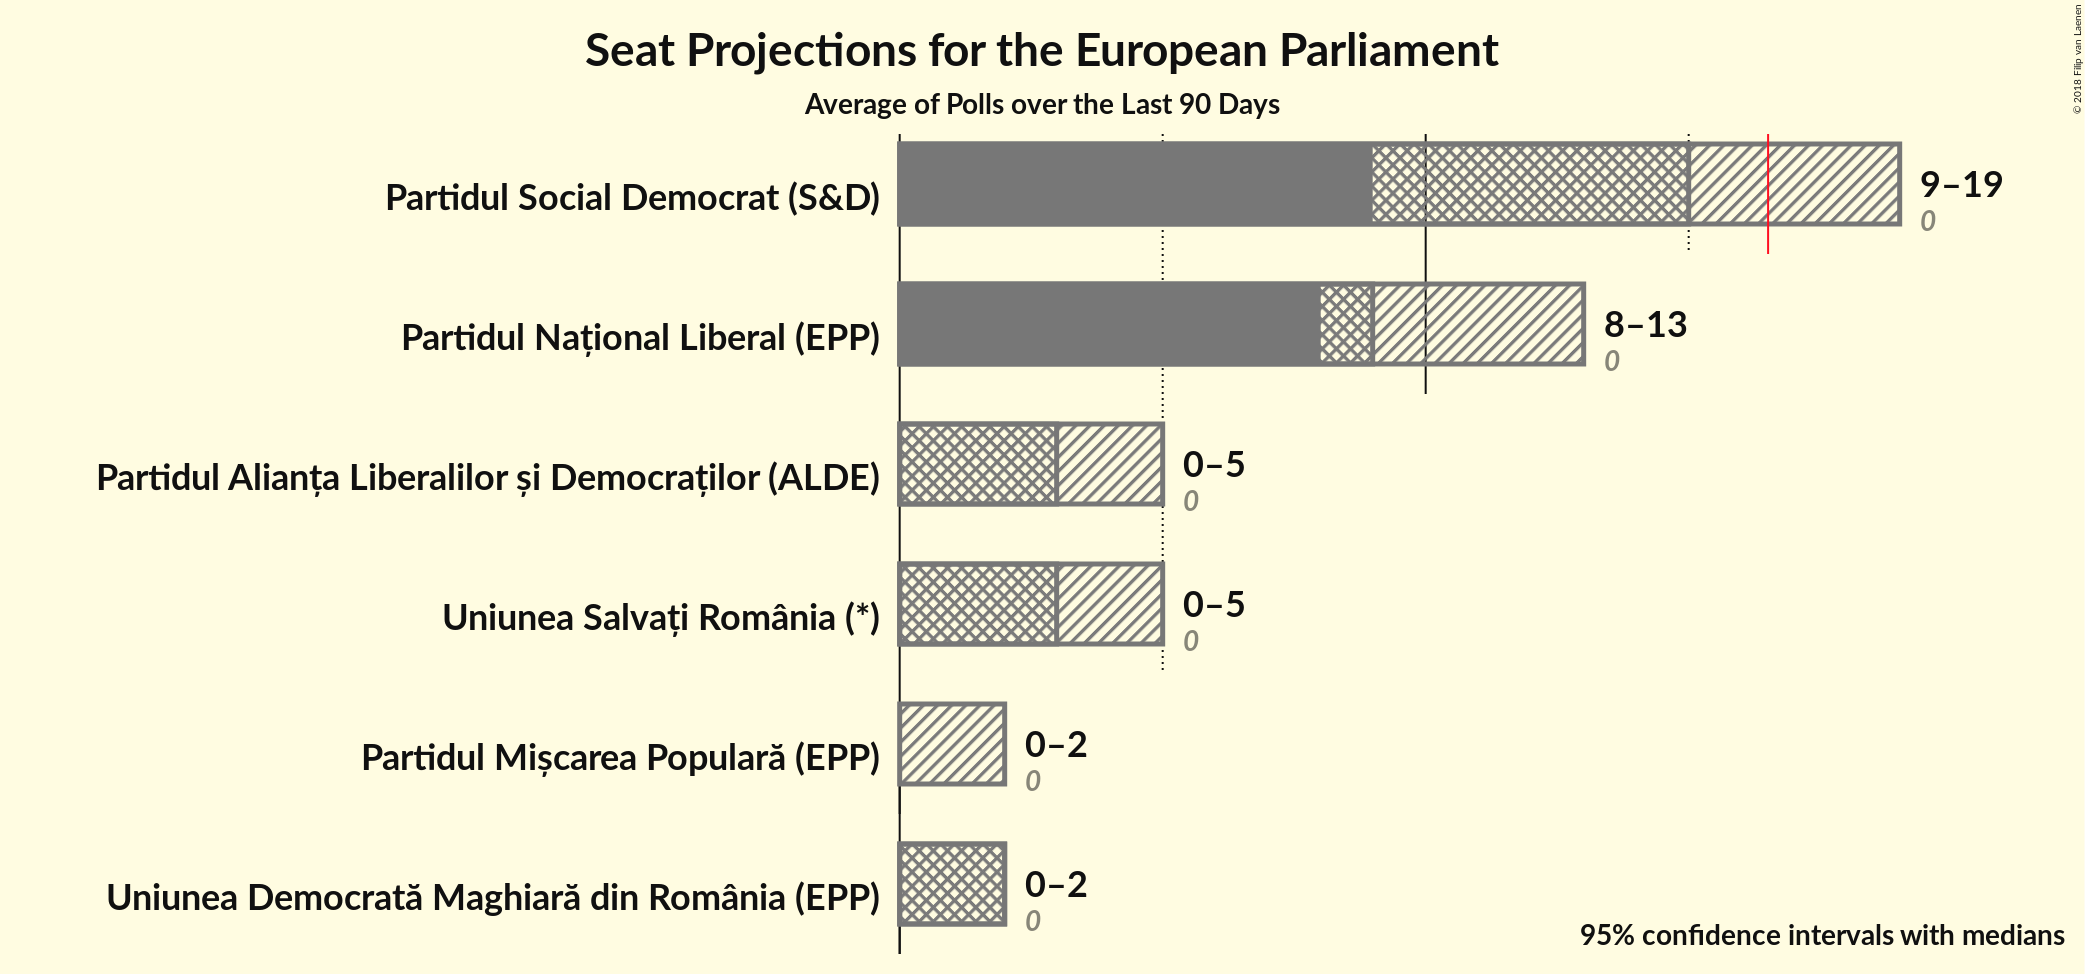 Seat Projections for the European Parliament
Average of Polls over the Last 90 Days
© 2018 Filip van Laenen
Partidul Social Democrat (S&D)
9–19
0
Partidul Național Liberal (EPP)
8–13
0
Partidul Alianța Liberalilor și Democraților (ALDE)
0–5
0
Uniunea Salvați România (*)
0–5
0
Partidul Mișcarea Populară (EPP)
0–2
0
Uniunea Democrată Maghiară din România (EPP)
0–2
0
95% confidence intervals with medians